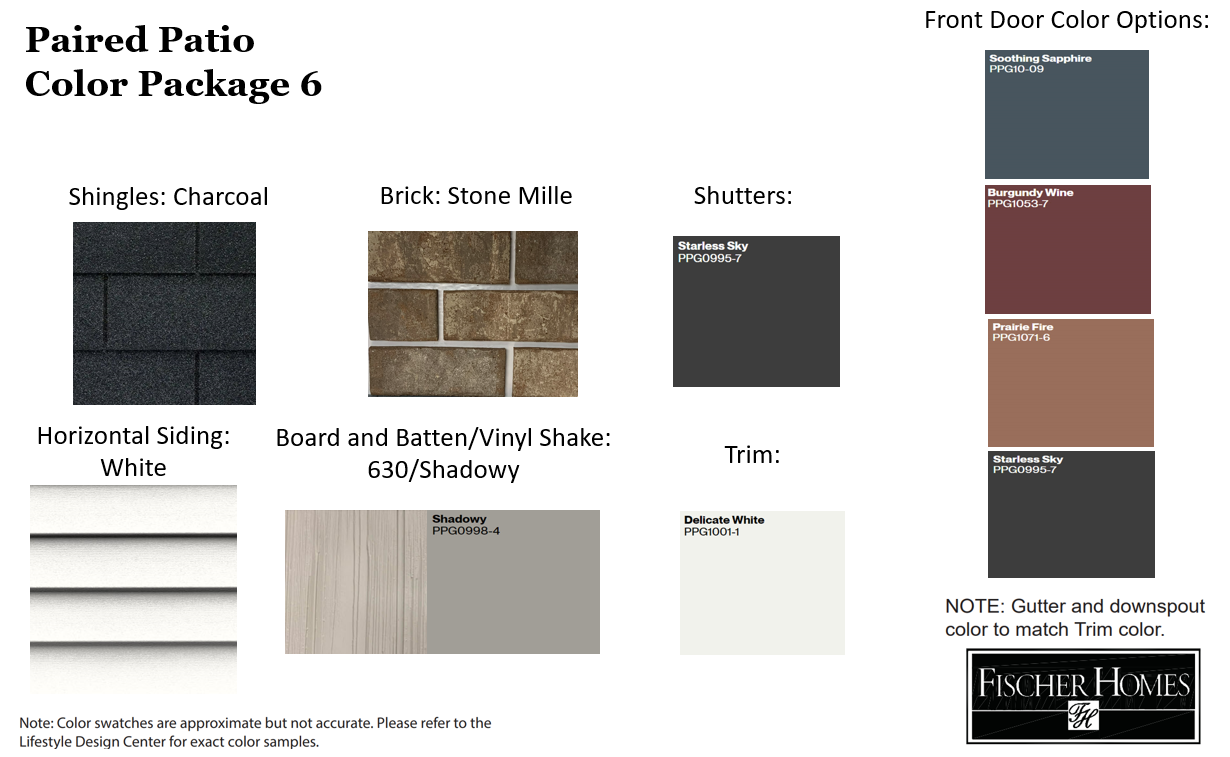 Paired Patio
Color Package 6
Front Door Color Options:
Soothing Sapphire
PPG10-09
Burgundy Wine
PPG1053-7
Prairie Fire
PPG1071-6
Starless Sky
PPG0995-7
Shingles: Charcoal
Brick: Stone Mille
Shutters:
Starless Sky
PPG0995-7
Horizontal Siding:
White
Board and Batten/Vinyl Shake:
630/Shadowy
Shadowy
PPG0998-4
Trim:
Delicate White
PPG1001-1
NOTE: Gutter and downspout
color to match Trim color.
FISCHER HOMES
FH
Note: Color swatches are approximate but not accurate. Please refer to the
Lifestyle Design Center for exact color samples.